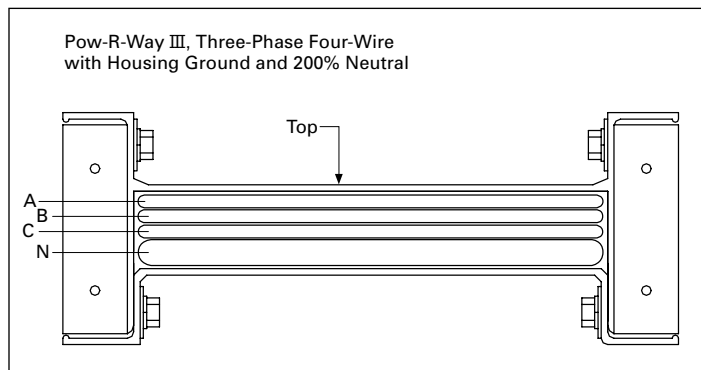 Pow-R-Way III, Three-Phase Four-Wire
with Housing Ground and 200% Neutral
Top
A
B
C
N